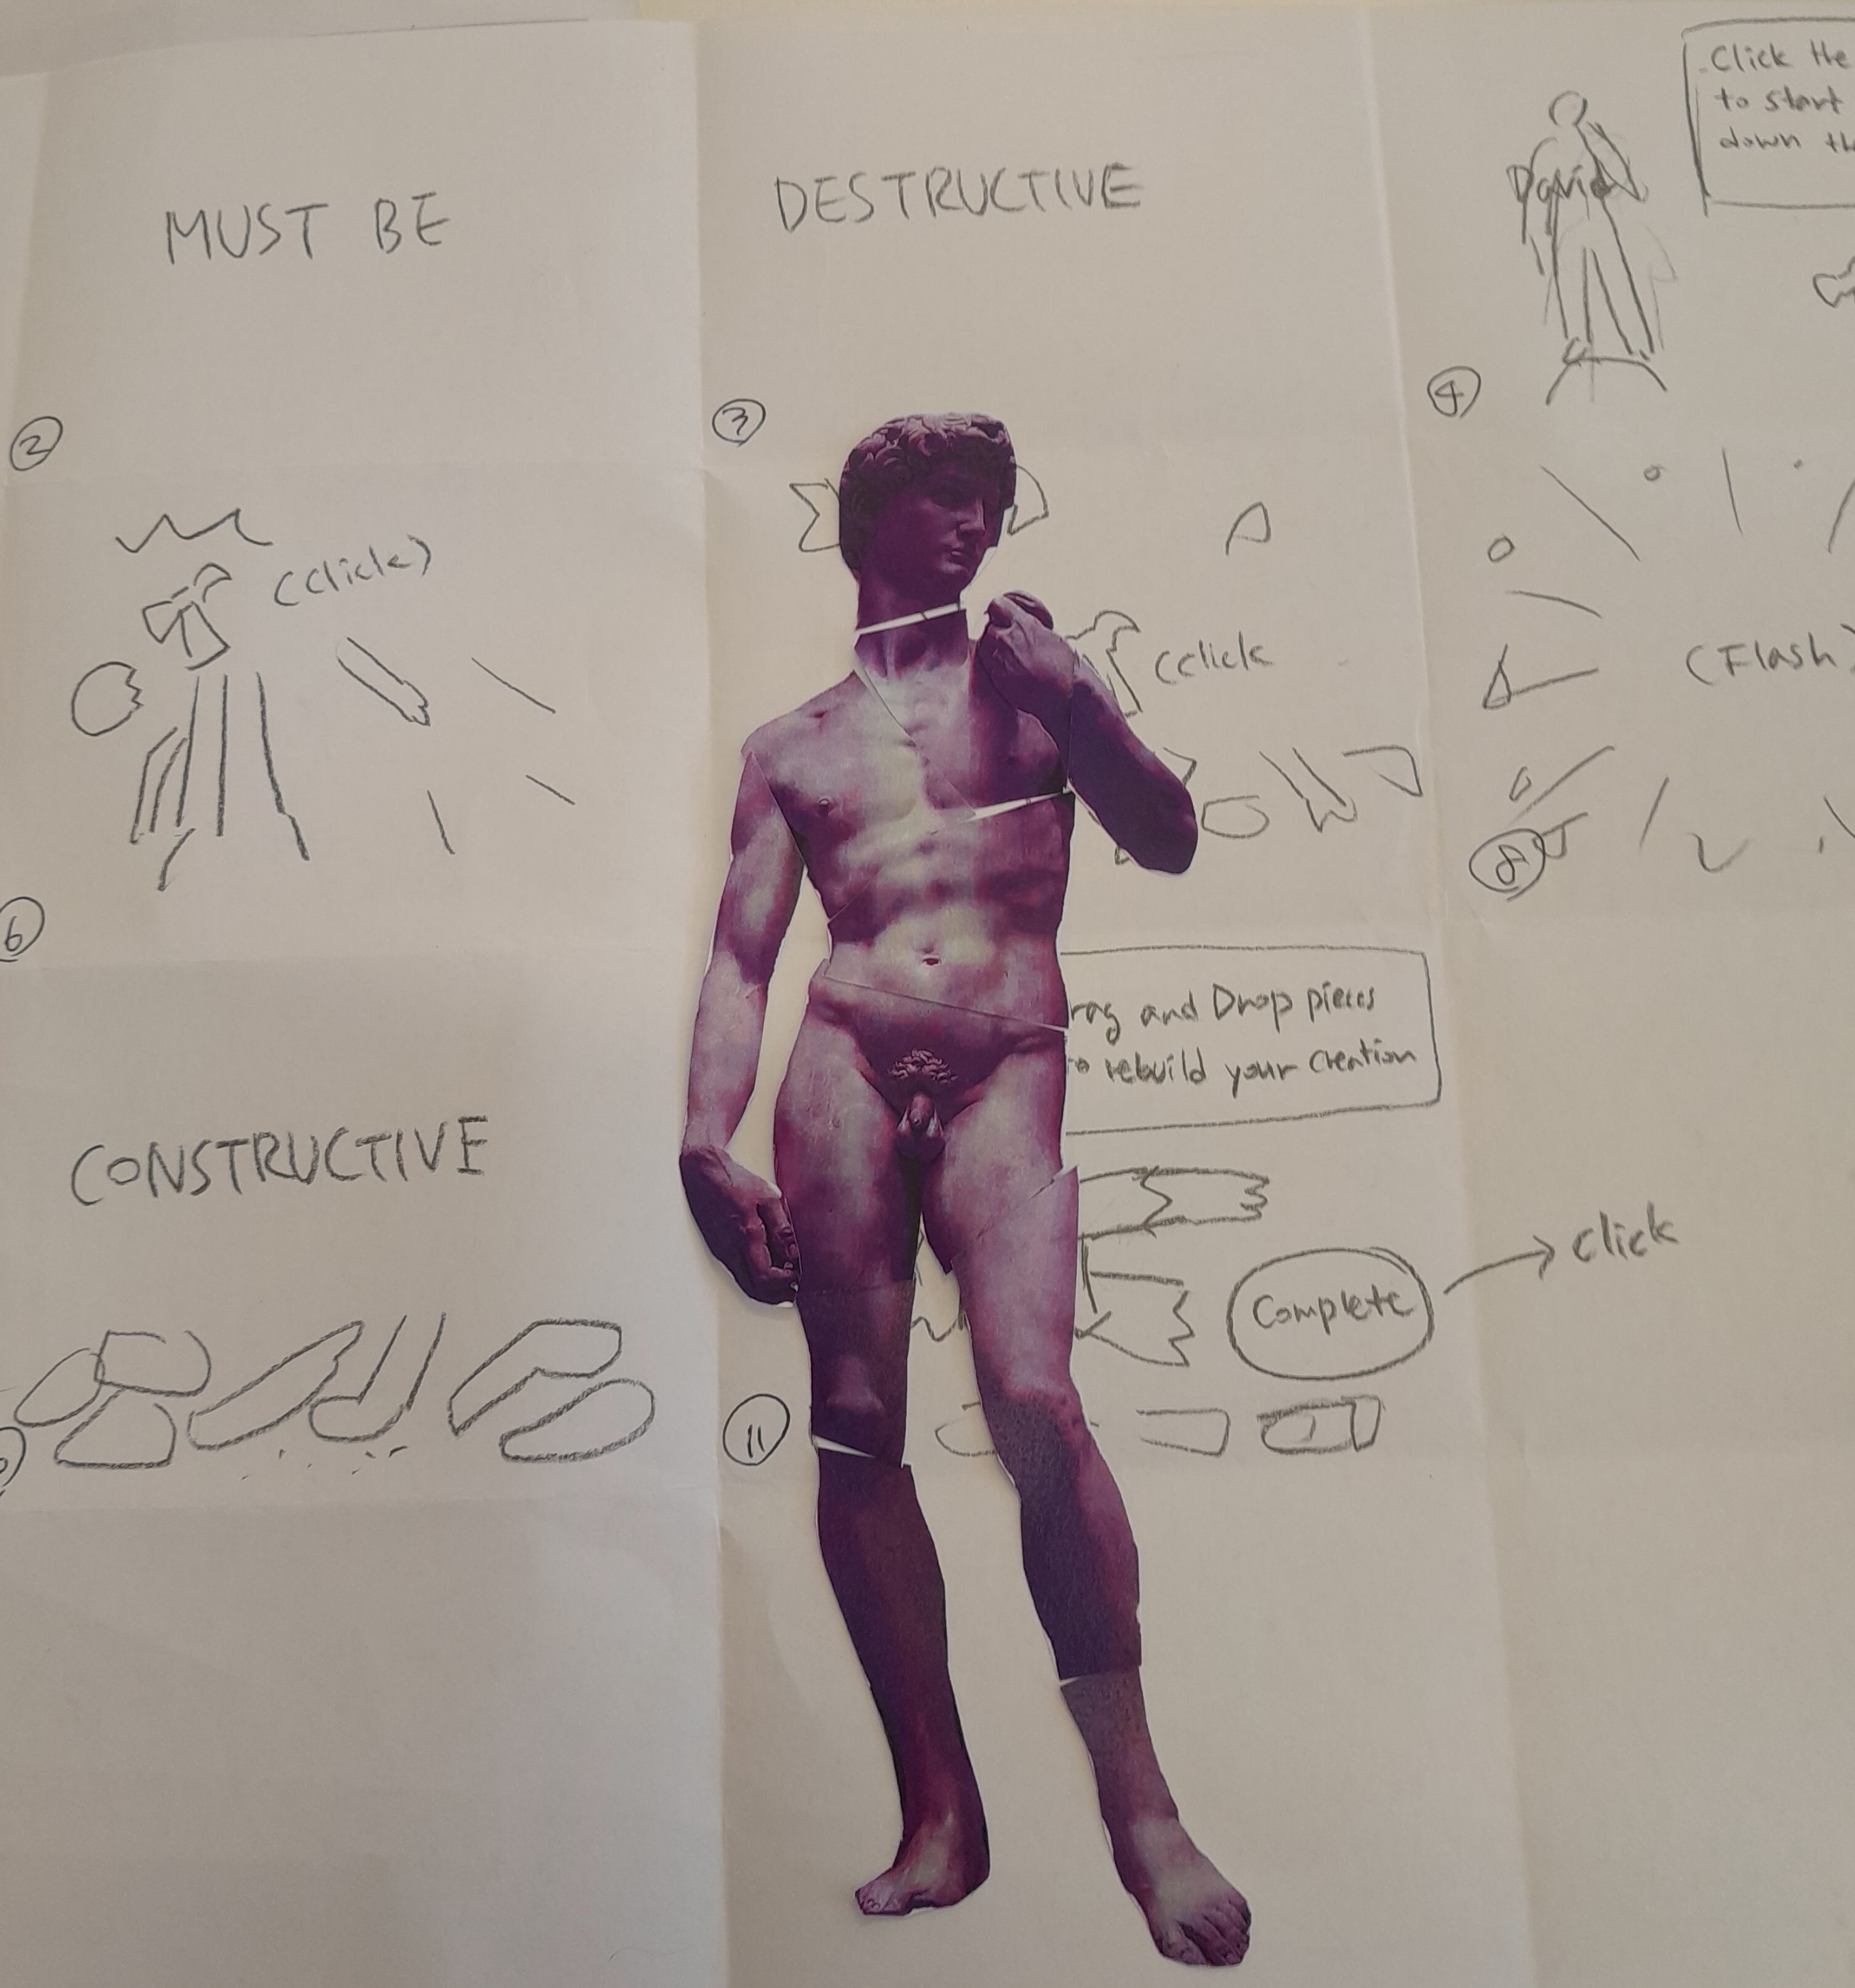 MUST BE
DESTRUCTIVE
David
Click the
to start
down th
2
3
4
(Click)
(Click
(Flash)
6
8
rag and Drop pieces
to rebuild your creation
CONSTRUCTIVE
Complete
click
11